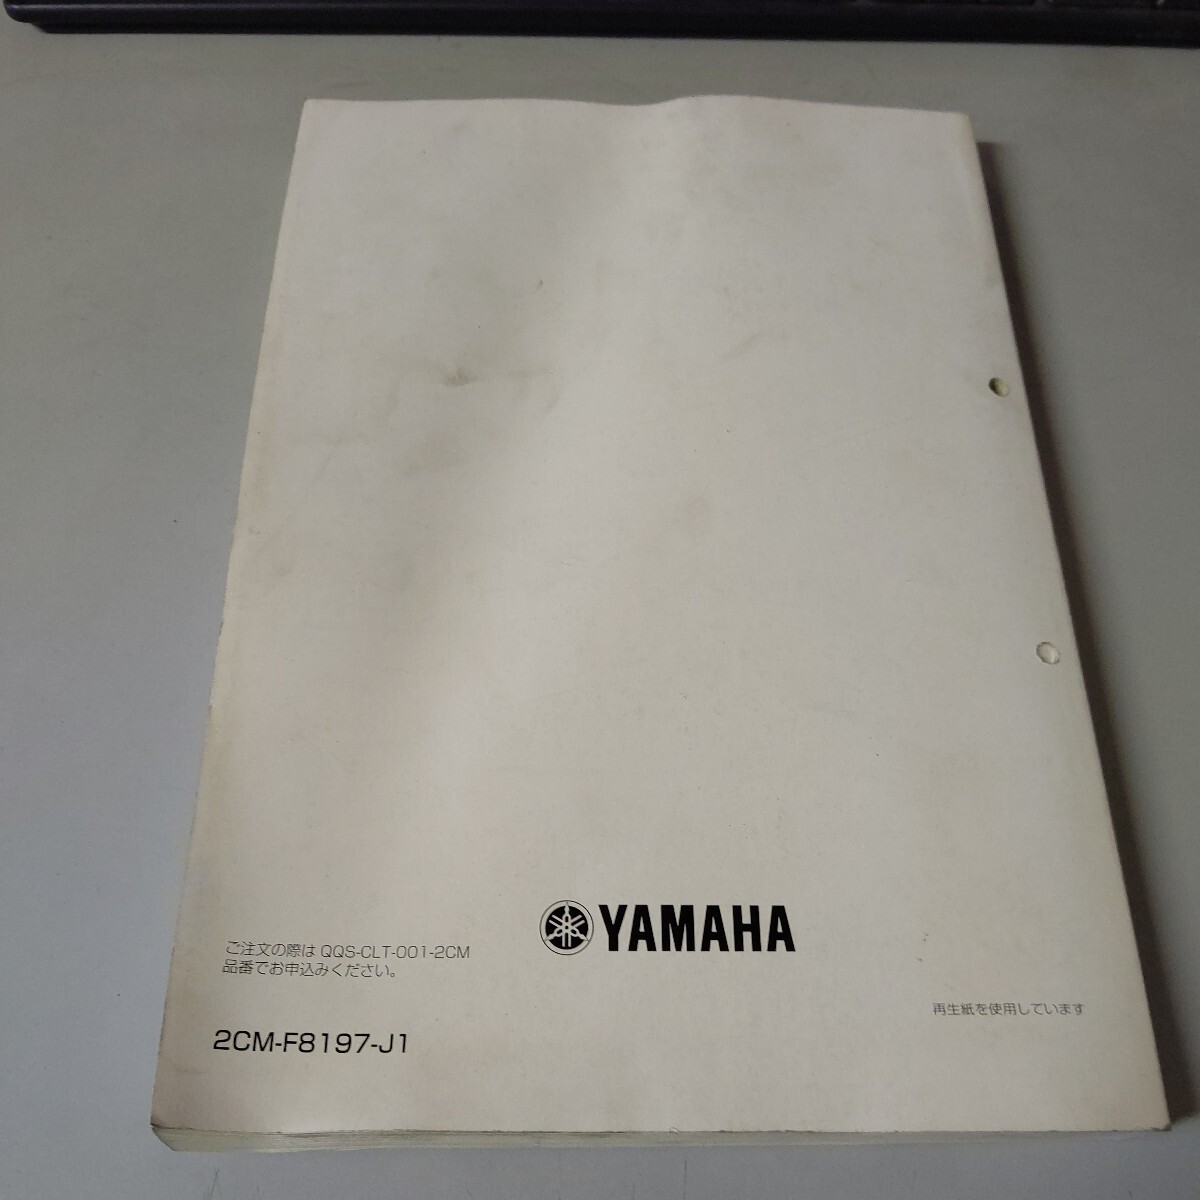 YAMAHA
ご注文の際は QQS-CLT-001-2CM
品番でお申込みください。
再生紙を使用しています
2CM-F8197-J1